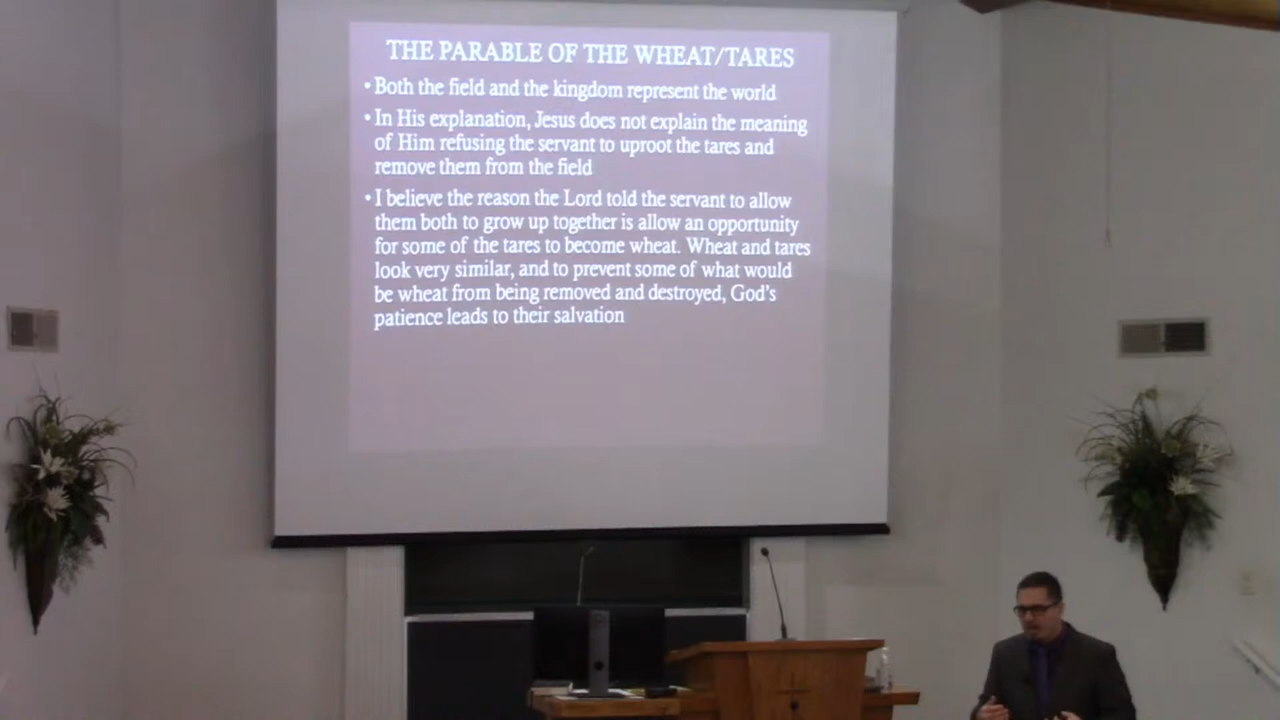 THE PARABLE OF THE WHEAT/TARES
• Both the field and the kingdom represent the world
• In His explanation, Jesus does not explain the meaning
of Him refusing the servant to uproot the tares and
remove them from the field
• I believe the reason the Lord told the servant to allow
them both to grow up together is allow an opportunity
for some of the tares to become wheat. Wheat and tares
look very similar, and to prevent some of what would
be wheat from being removed and destroyed, God's
patience leads to their salvation